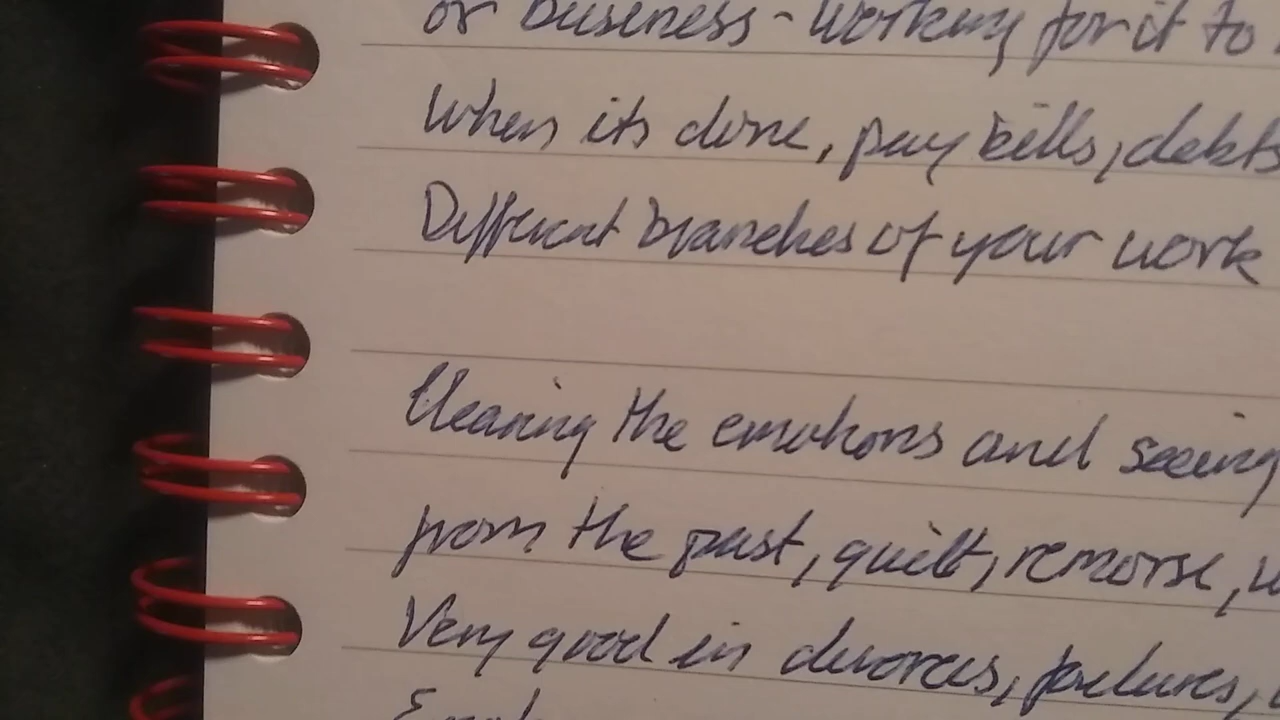 or business - working for it to
When its done, pay bills, debts
Different branches of your work
Clearing the emotions and seeing
from the past, guilt, remorse,
Very good in divorces, failures,